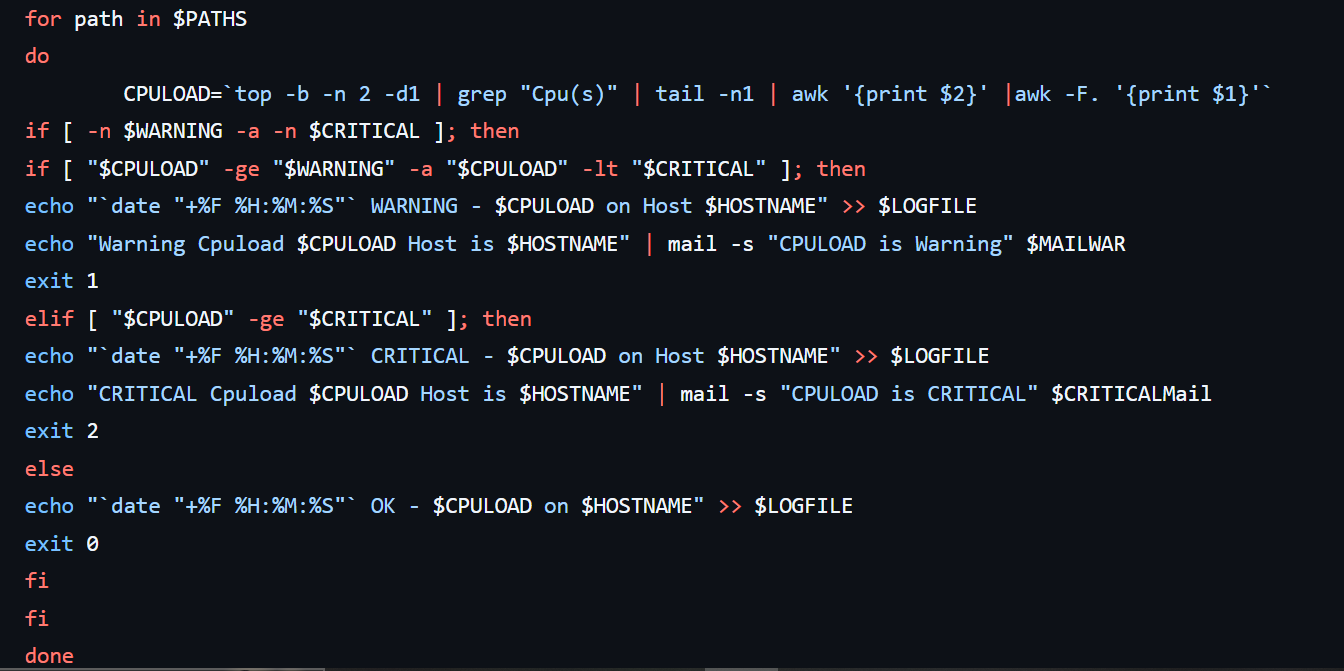 for path in $PATHS
do
        CPULOAD=`top -b -n 2 -d1 | grep "Cpu(s)" | tail -n1 | awk '{print $2}' |awk -F. '{print $1}'`
if [ -n $WARNING -a -n $CRITICAL ]; then
if [ "$CPULOAD" -ge "$WARNING" -a "$CPULOAD" -lt "$CRITICAL" ]; then
echo "`date "+%F %H:%M:%S"` WARNING - $CPULOAD on Host $HOSTNAME" >> $LOGFILE
echo "Warning Cpuload $CPULOAD Host is $HOSTNAME" | mail -s "CPULOAD is Warning" $MAILWAR
exit 1
elif [ "$CPULOAD" -ge "$CRITICAL" ]; then
echo "`date "+%F %H:%M:%S"` CRITICAL - $CPULOAD on Host $HOSTNAME" >> $LOGFILE
echo "CRITICAL Cpuload $CPULOAD Host is $HOSTNAME" | mail -s "CPULOAD is CRITICAL" $CRITICALMail
exit 2
else
echo "`date "+%F %H:%M:%S"` OK - $CPULOAD on $HOSTNAME" >> $LOGFILE
exit 0
fi
fi
done